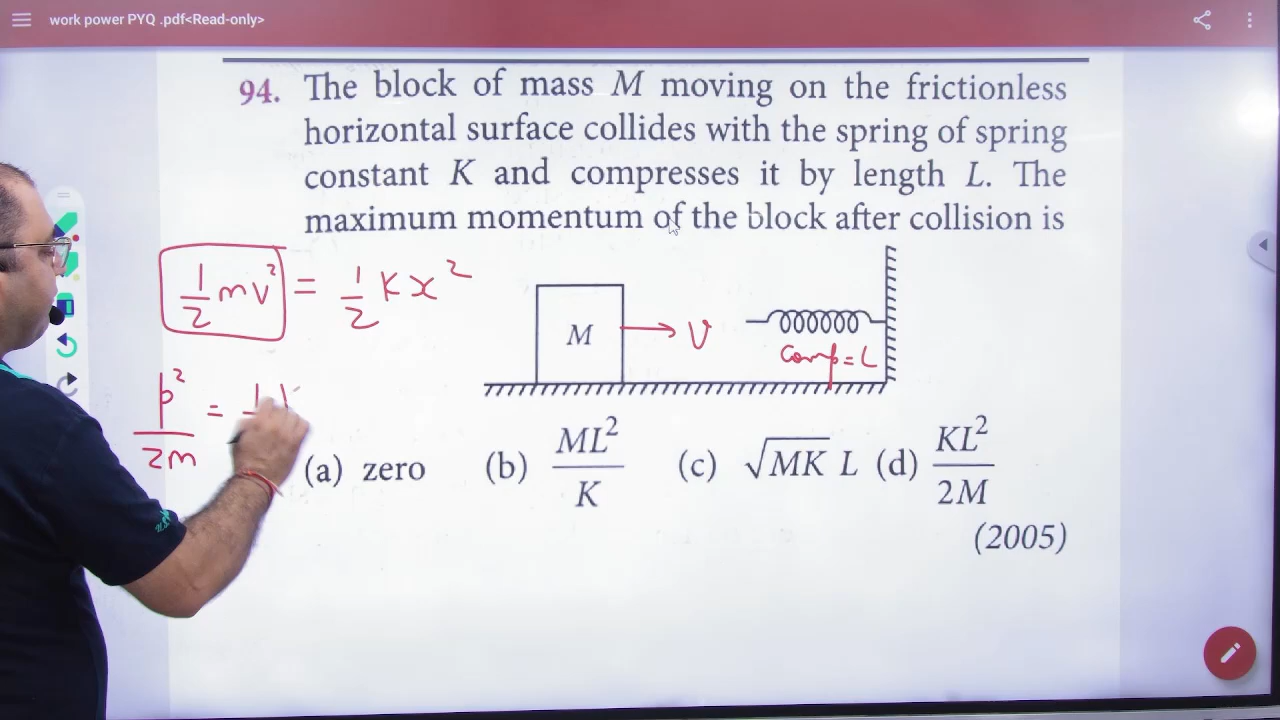 work power PYQ .pdf<Read-only>
94. The block of mass M moving on the frictionless
horizontal surface collides with the spring of spring
constant K and compresses it by length L. The
maximum momentum of the block after collision is
1/2 mv² = 1/2 K x²
M
V
Comp = L
p²/2m = 1
(a) zero (b) ML²/K (c) √MK L (d) KL²/2M
(2005)